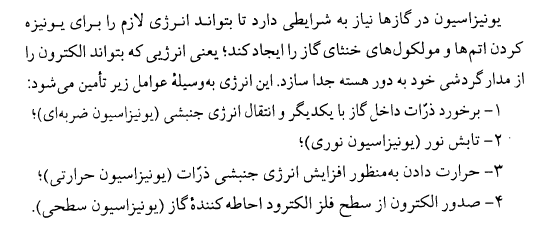 یونیزاسیون در گازها نیاز به شرایطی دارد تا بتواند انرژی لازم را برای یونیزه
کردن اتم‌ها و مولکول‌های خنثای گاز را ایجاد کند؛ یعنی انرژیی که بتواند الکترون را
از مدار گردشی خود به دور هسته جدا سازد. این انرژی به‌وسیلهٔ عوامل زیر تأمین می‌شود:
۱- برخورد ذرّات داخل گاز با یکدیگر و انتقال انرژی جنبشی (یونیزاسیون ضربه‌ای)؛
۲- تابش نور (یونیزاسیون نوری)؛
۳- حرارت دادن به‌منظور افزایش انرژی جنبشی ذرّات (یونیزاسیون حرارتی)؛
۴- صدور الکترون از سطح فلز الکترود احاطه کنندهٔ گاز (یونیزاسیون سطحی).